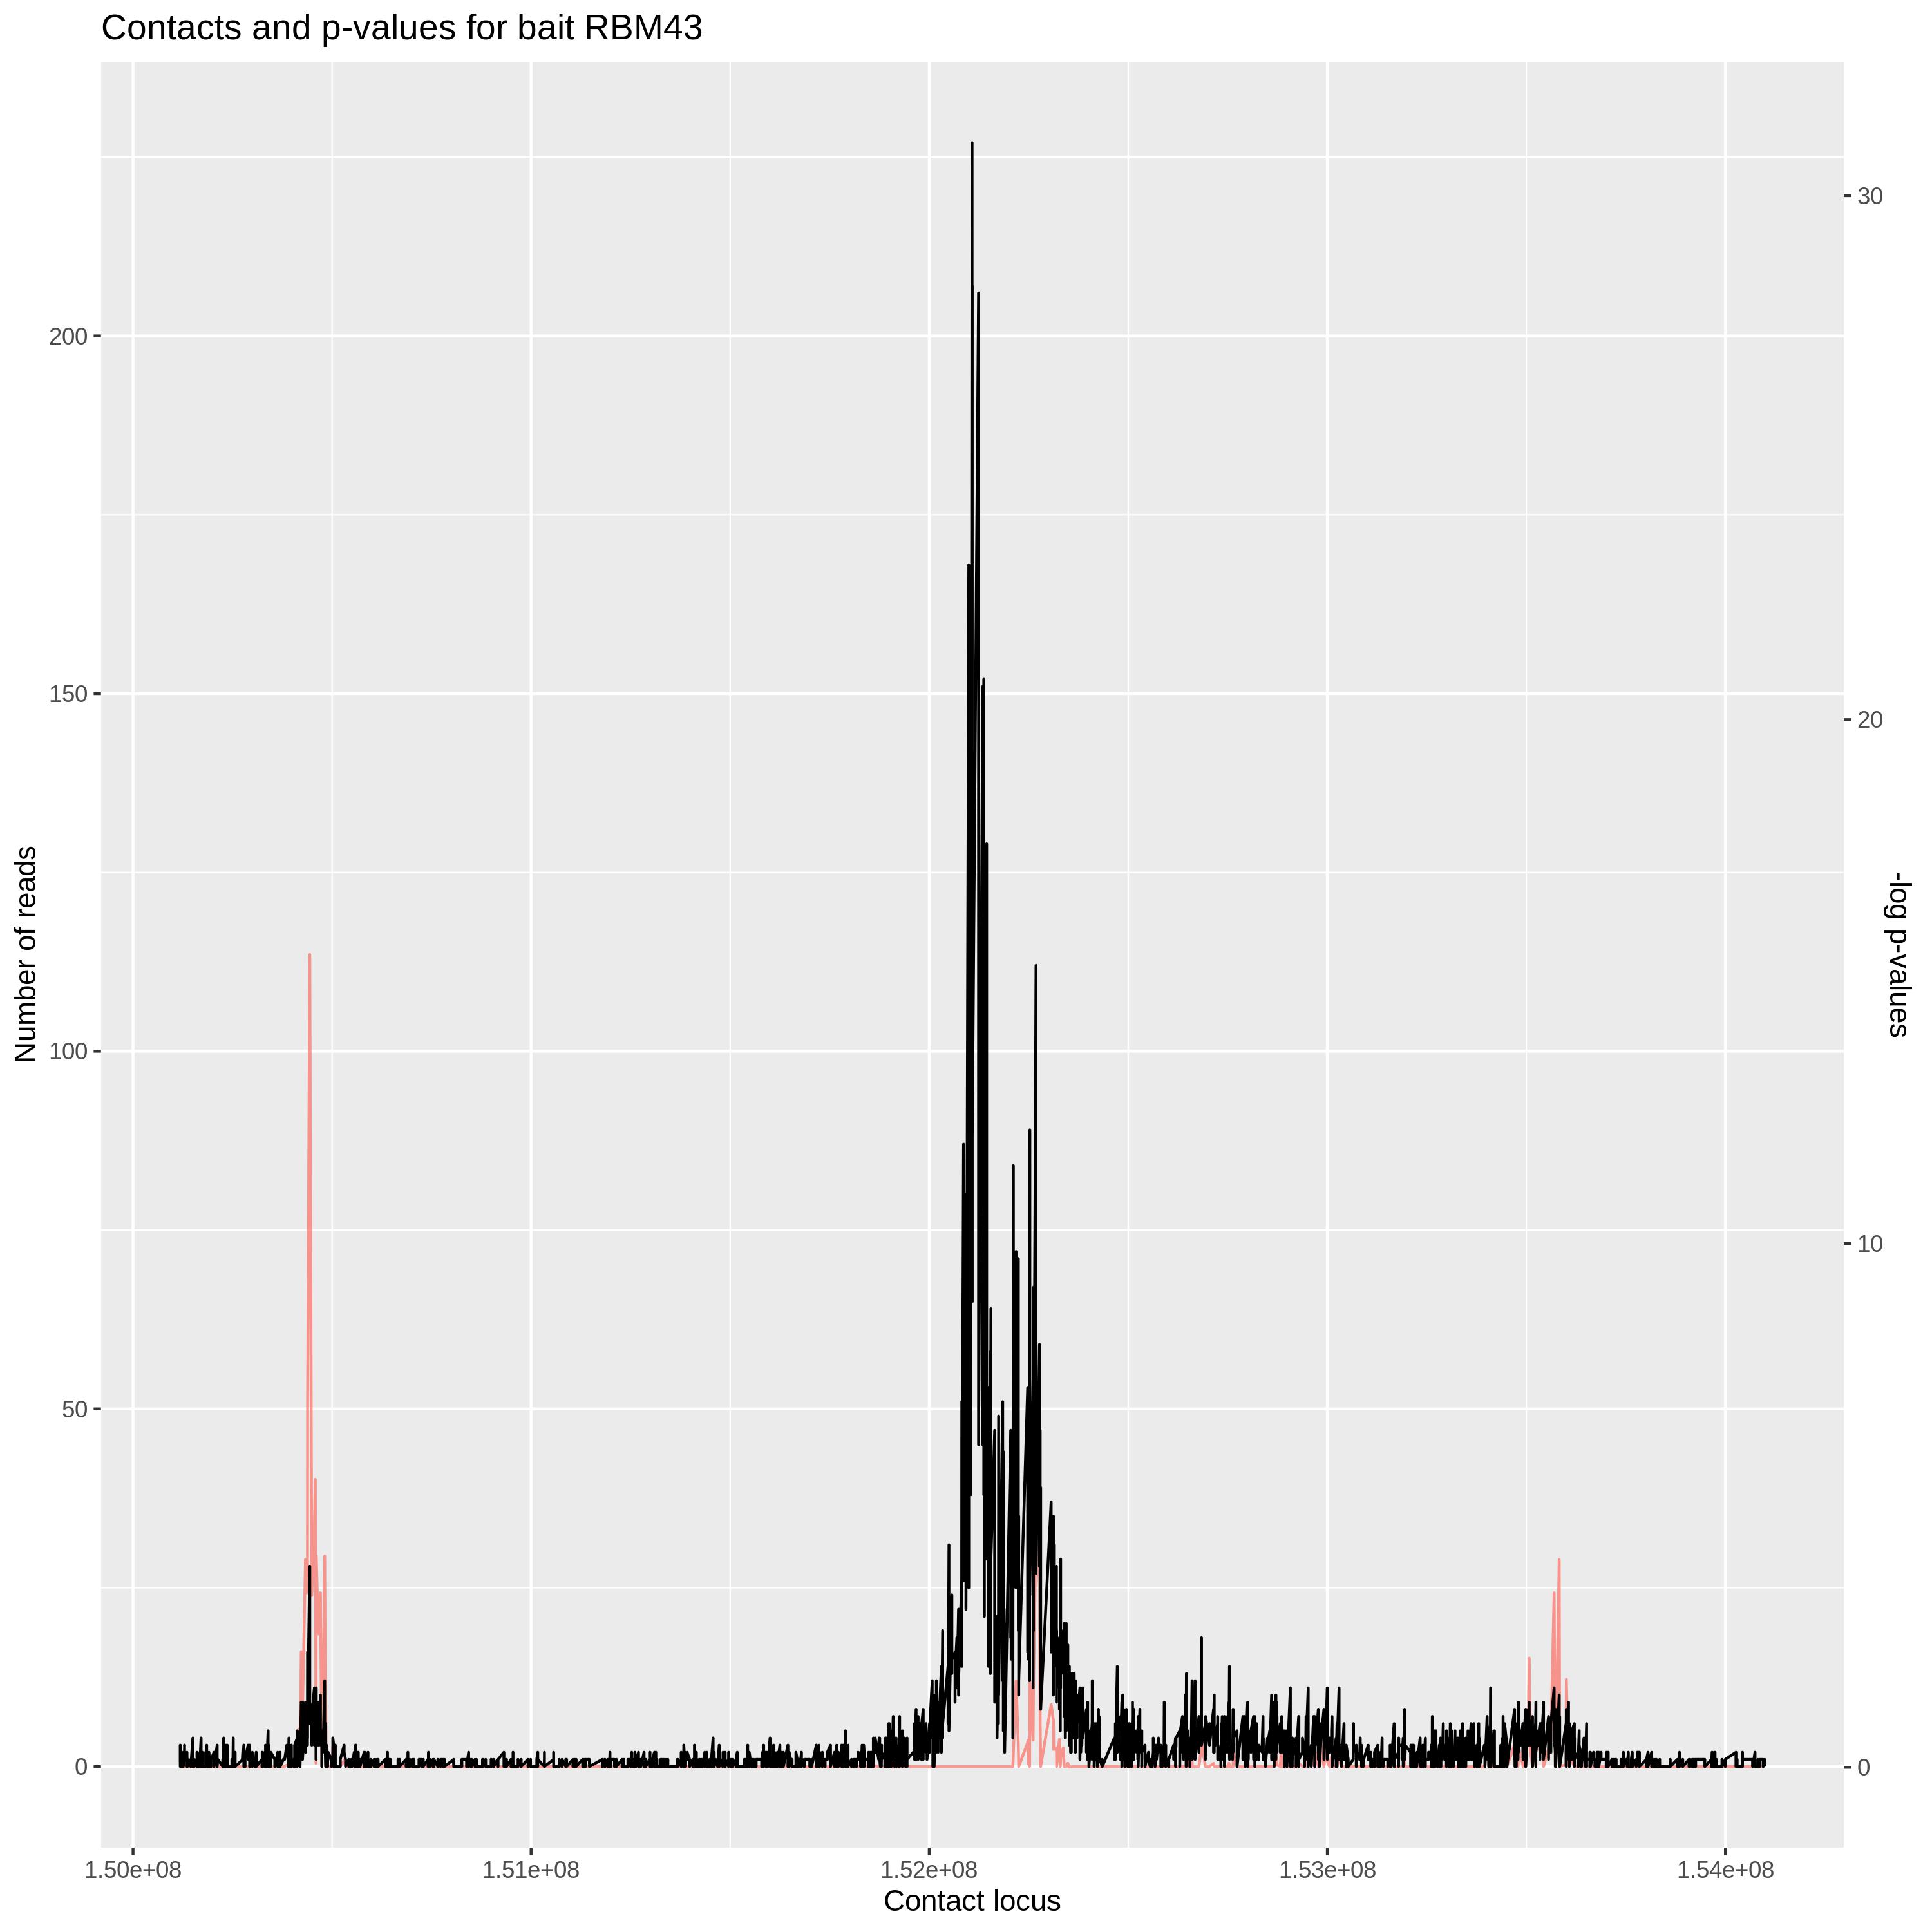 Contacts and p-values for bait RBM43
200
150
100
50
0
Number of reads
30
20
10
0
-log p-values
1.50e+08
1.51e+08
1.52e+08
1.53e+08
1.54e+08
Contact locus